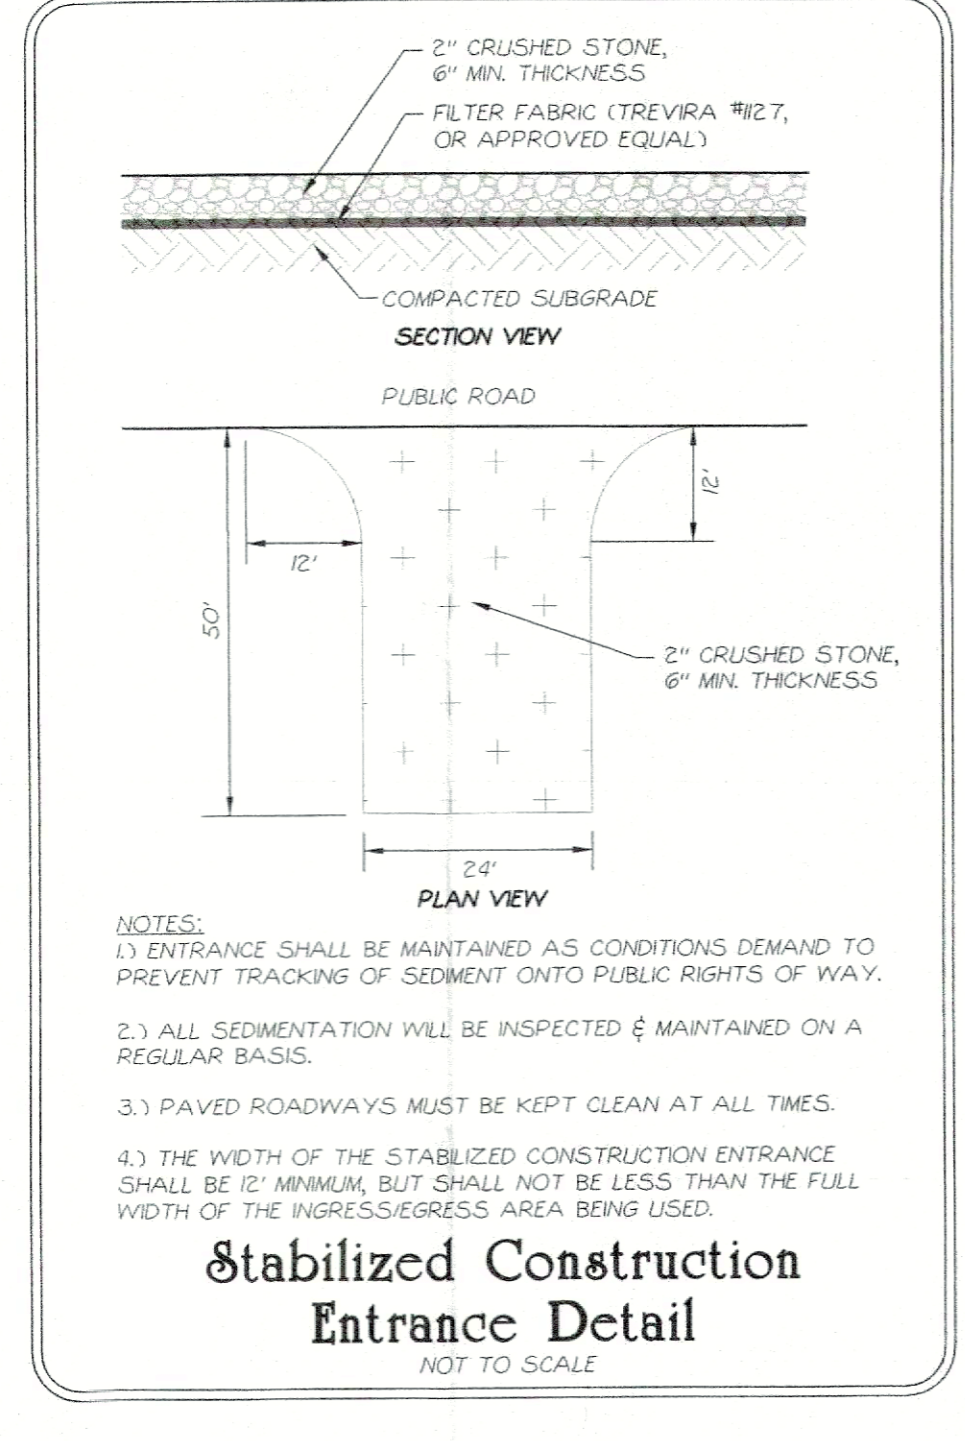 2" CRUSHED STONE,
6" MIN. THICKNESS
FILTER FABRIC (TREVIRA #1127,
OR APPROVED EQUAL)
COMPACTED SUBGRADE
SECTION VIEW
PUBLIC ROAD
12'
12'
50'
2" CRUSHED STONE,
6" MIN. THICKNESS
24'
PLAN VIEW
NOTES:
1.) ENTRANCE SHALL BE MAINTAINED AS CONDITIONS DEMAND TO
PREVENT TRACKING OF SEDIMENT ONTO PUBLIC RIGHTS OF WAY.
2.) ALL SEDIMENTATION WILL BE INSPECTED & MAINTAINED ON A
REGULAR BASIS.
3.) PAVED ROADWAYS MUST BE KEPT CLEAN AT ALL TIMES.
4.) THE WIDTH OF THE STABILIZED CONSTRUCTION ENTRANCE
SHALL BE 12' MINIMUM, BUT SHALL NOT BE LESS THAN THE FULL
WIDTH OF THE INGRESS/EGRESS AREA BEING USED.
Stabilized Construction
Entrance Detail
NOT TO SCALE